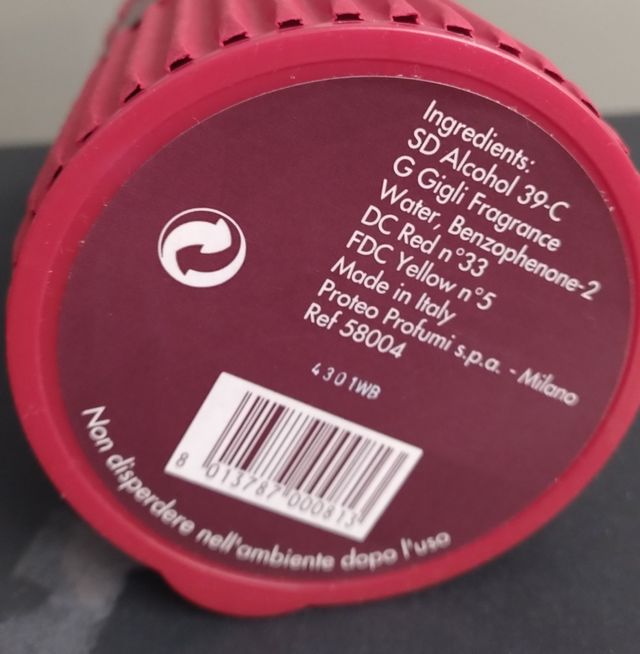 Ingredients:
SD Alcohol 39-C
G Gigli Fragrance
Water, Benzophenone-2
DC Red n°33
FDC Yellow n°5
Made in Italy
Proteo Profumi s.p.a. - Milano
Ref 58004
4301WB
8 013787 000813
Non disperdere nell'ambiente dopo l'uso